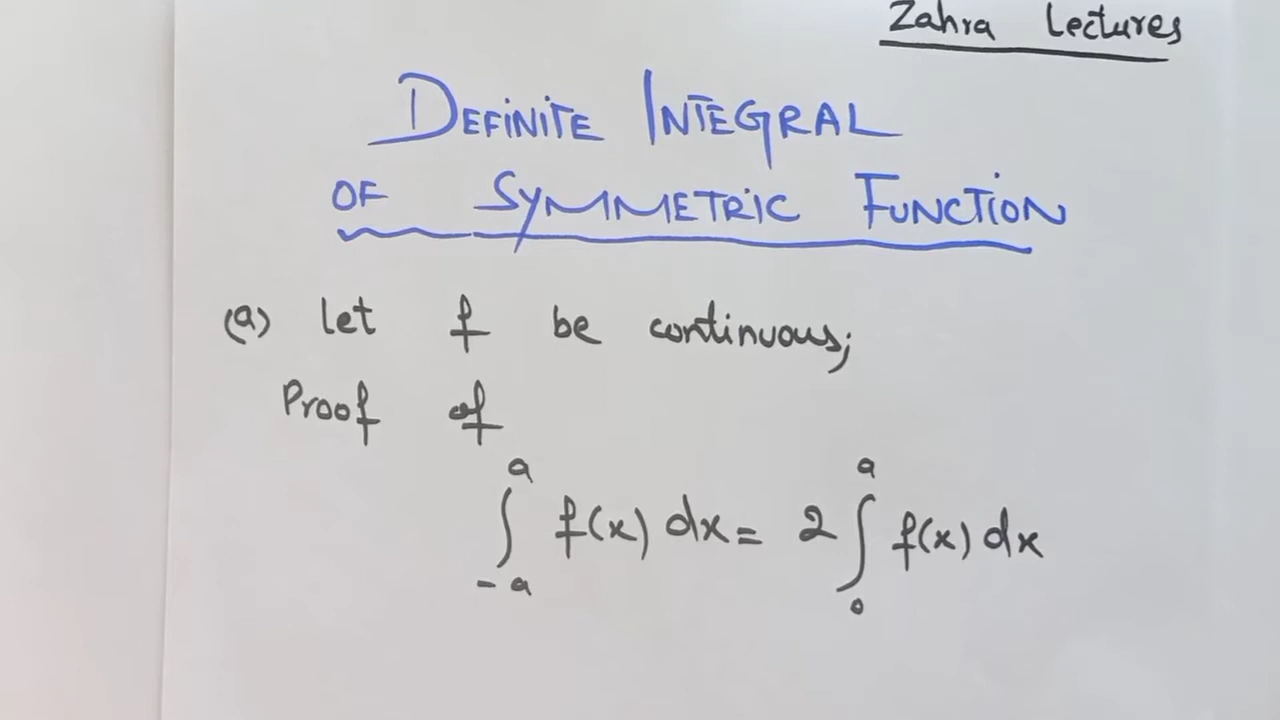 Zahra Lectures
DEFINITE INTEGRAL
OF SYMMETRIC FUNCTION
(a) let f be continuous;
Proof of
∫_{-a}^{a} f(x) dx = 2 ∫_{0}^{a} f(x) dx